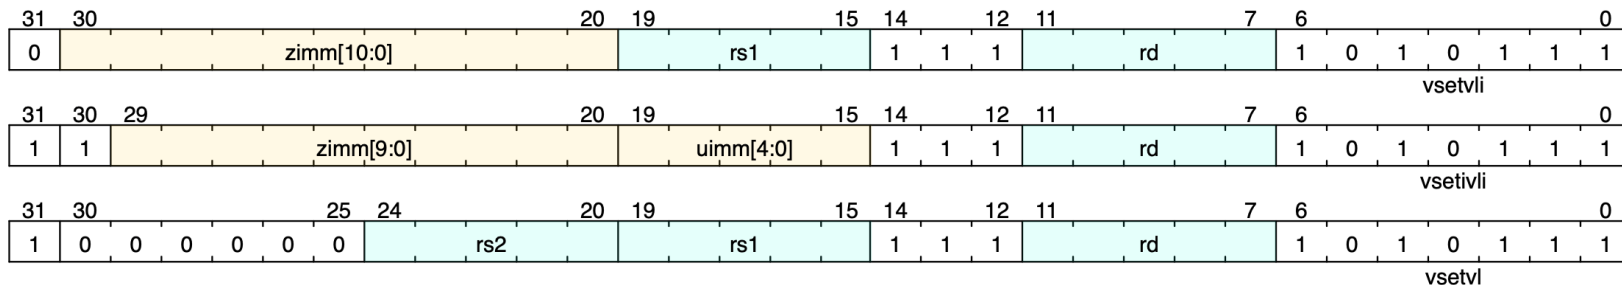 31 30 20 19 15 14 12 11 7 6 0
0 zimm[10:0] rs1 1 1 1 rd 1 0 1 0 1 1 1
vsetvli
31 30 29 20 19 15 14 12 11 7 6 0
1 1 zimm[9:0] uimm[4:0] 1 1 1 rd 1 0 1 0 1 1 1
vsetivli
31 30 25 24 20 19 15 14 12 11 7 6 0
1 0 0 0 0 0 0 rs2 rs1 1 1 1 rd 1 0 1 0 1 1 1
vsetvl